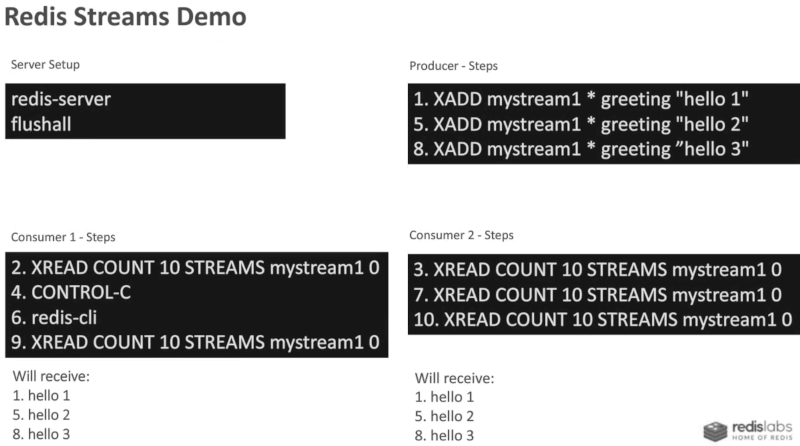 Redis Streams Demo
Server Setup
redis-server
flushall
Producer - Steps
1. XADD mystream1 * greeting "hello 1"
5. XADD mystream1 * greeting "hello 2"
8. XADD mystream1 * greeting ”hello 3"
Consumer 1 - Steps
2. XREAD COUNT 10 STREAMS mystream1 0
4. CONTROL-C
6. redis-cli
9. XREAD COUNT 10 STREAMS mystream1 0
Will receive:
1. hello 1
5. hello 2
8. hello 3
Consumer 2 - Steps
3. XREAD COUNT 10 STREAMS mystream1 0
7. XREAD COUNT 10 STREAMS mystream1 0
10. XREAD COUNT 10 STREAMS mystream1 0
Will receive:
1. hello 1
5. hello 2
8. hello 3
redislabs
HOME OF REDIS